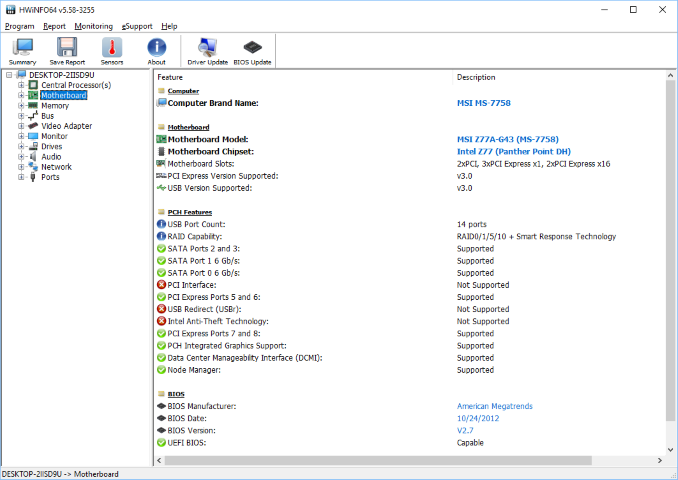 HWiNFO64 v5.58-3255
Program Report Monitoring eSupport Help
Summary Save Report Sensors About Driver Update BIOS Update
DESKTOP-2IISD9U
Central Processor(s)
Motherboard
Memory
Bus
Video Adapter
Monitor
Drives
Audio
Network
Ports
Feature Description
Computer
Computer Brand Name: MSI MS-7758
Motherboard
Motherboard Model: MSI Z77A-G43 (MS-7758)
Motherboard Chipset: Intel Z77 (Panther Point DH)
Motherboard Slots: 2xPCI, 3xPCI Express x1, 2xPCI Express x16
PCI Express Version Supported: v3.0
USB Version Supported: v3.0
PCH Features
USB Port Count: 14 ports
RAID Capability: RAID0/1/5/10 + Smart Response Technology
SATA Ports 2 and 3: Supported
SATA Port 1 6 Gb/s: Supported
SATA Port 0 6 Gb/s: Supported
PCI Interface: Not Supported
PCI Express Ports 5 and 6: Supported
USB Redirect (USBr): Not Supported
Intel Anti-Theft Technology: Not Supported
PCI Express Ports 7 and 8: Supported
PCH Integrated Graphics Support: Supported
Data Center Manageability Interface (DCMI): Supported
Node Manager: Supported
BIOS
BIOS Manufacturer: American Megatrends
BIOS Date: 10/24/2012
BIOS Version: V2.7
UEFI BIOS: Capable
DESKTOP-2IISD9U -> Motherboard